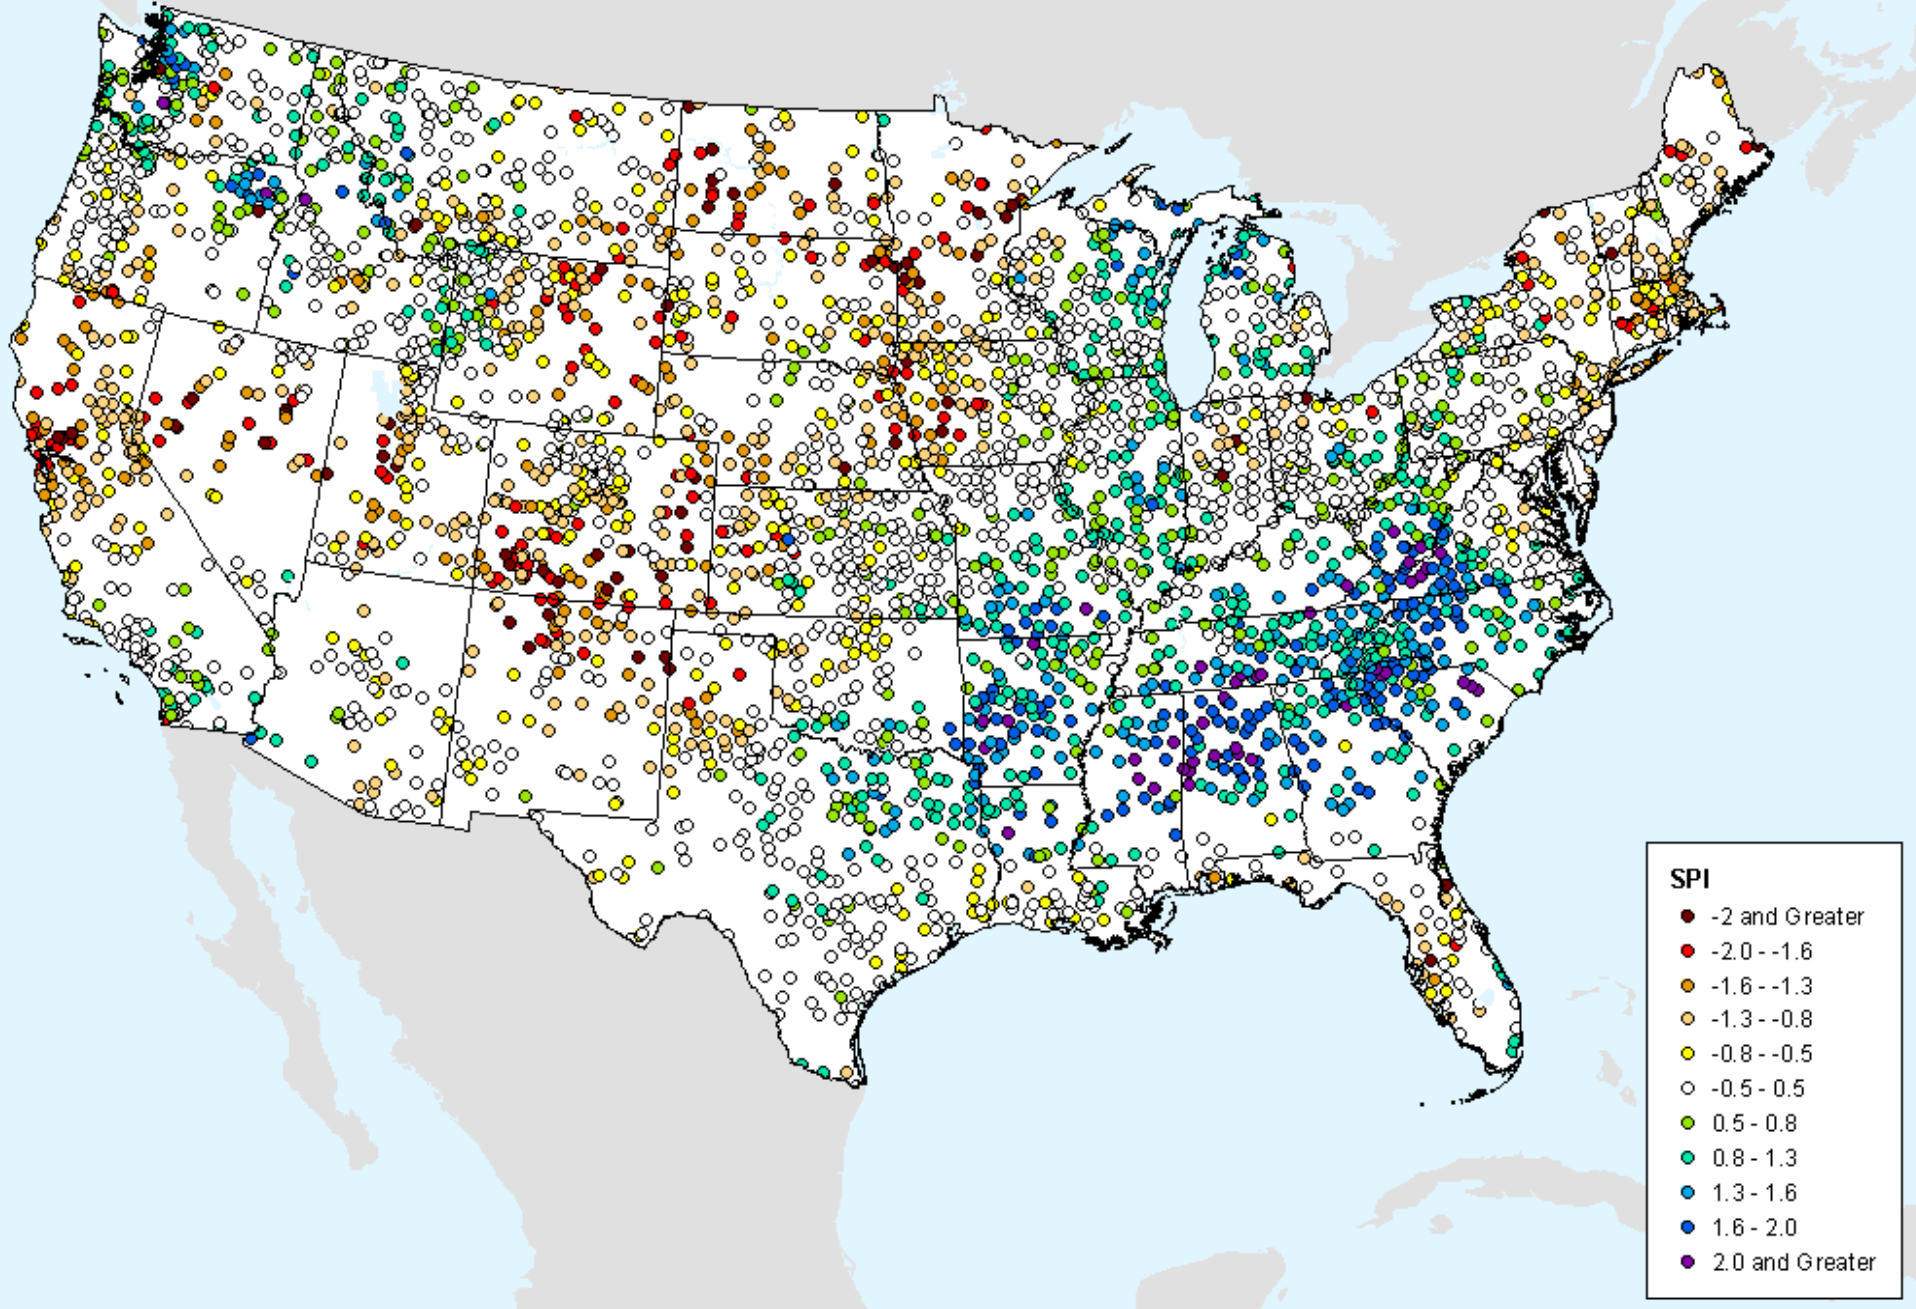 SPI
-2 and Greater
-2.0 - -1.6
-1.6 - -1.3
-1.3 - -0.8
-0.8 - -0.5
-0.5 - 0.5
0.5 - 0.8
0.8 - 1.3
1.3 - 1.6
1.6 - 2.0
2.0 and Greater